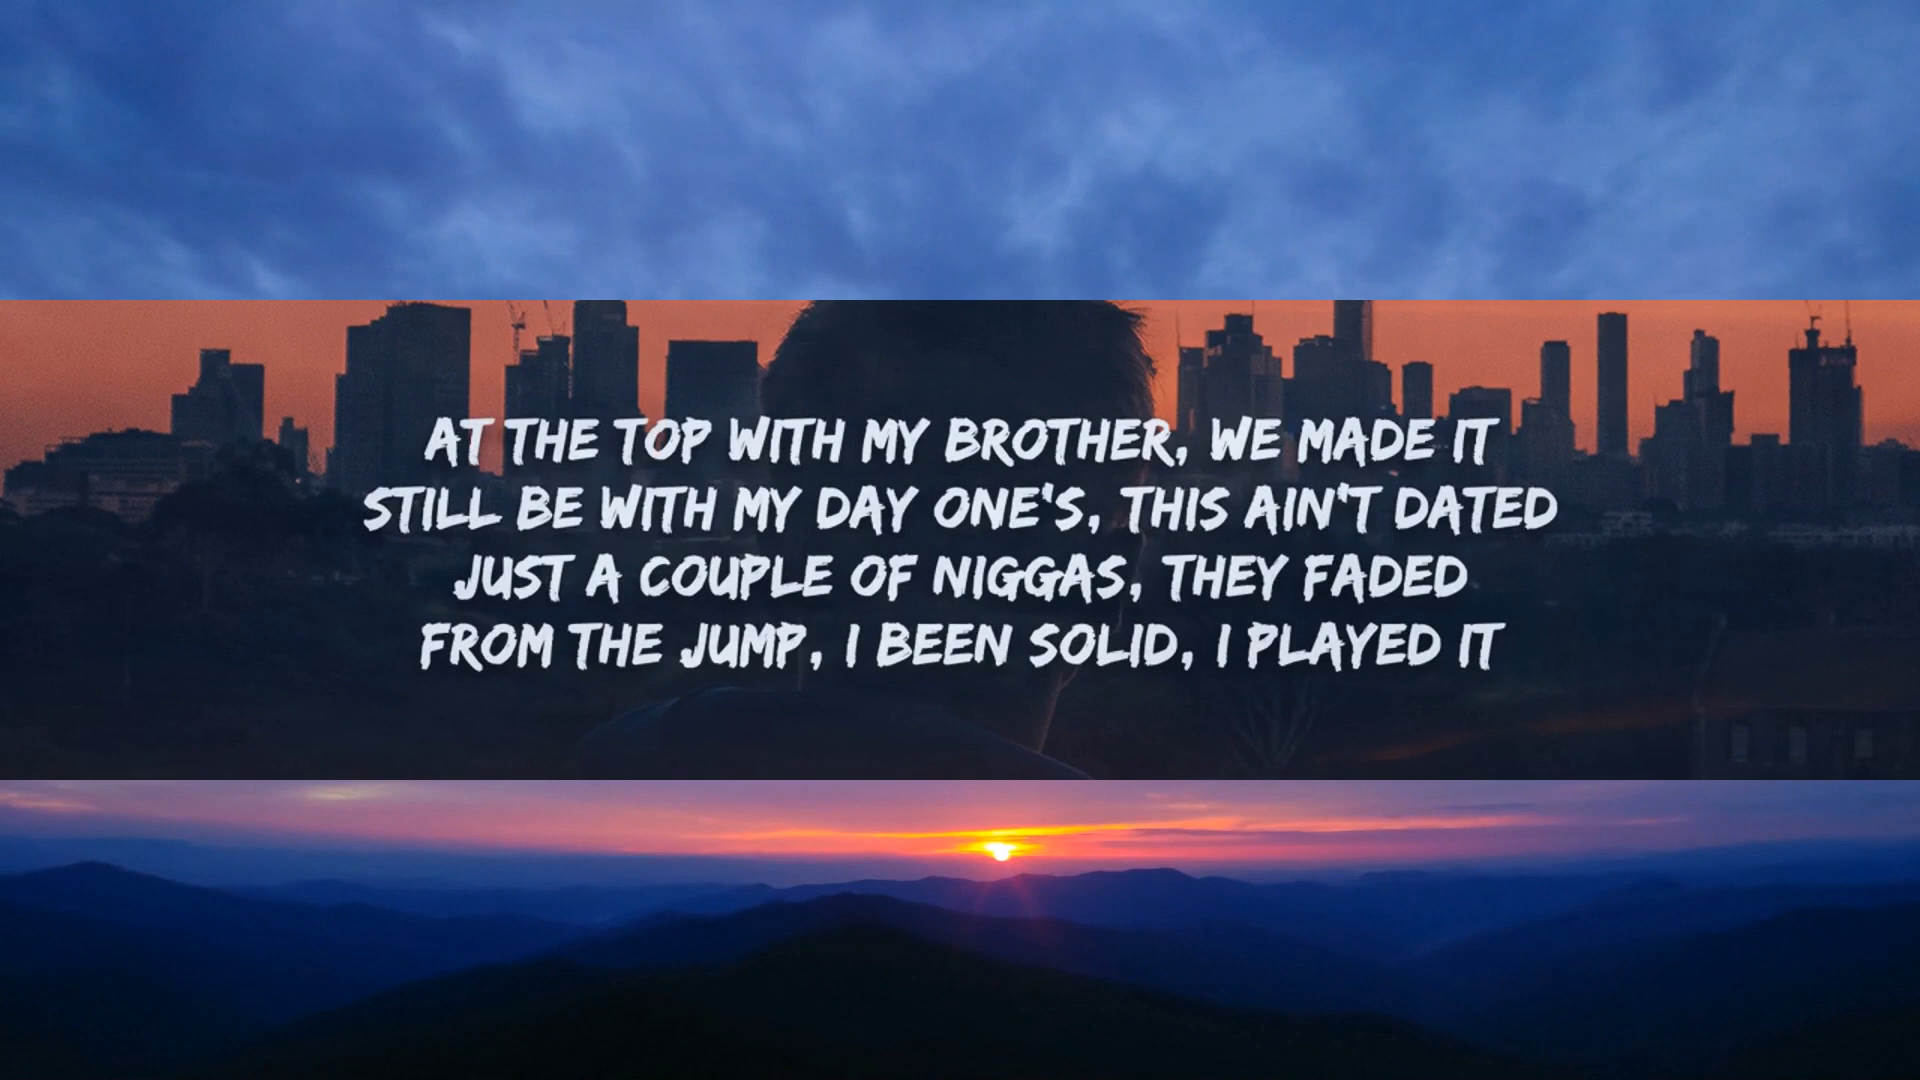 AT THE TOP WITH MY BROTHER, WE MADE IT
STILL BE WITH MY DAY ONE'S, THIS AIN'T DATED
JUST A COUPLE OF NIGGAS, THEY FADED
FROM THE JUMP, I BEEN SOLID, I PLAYED IT